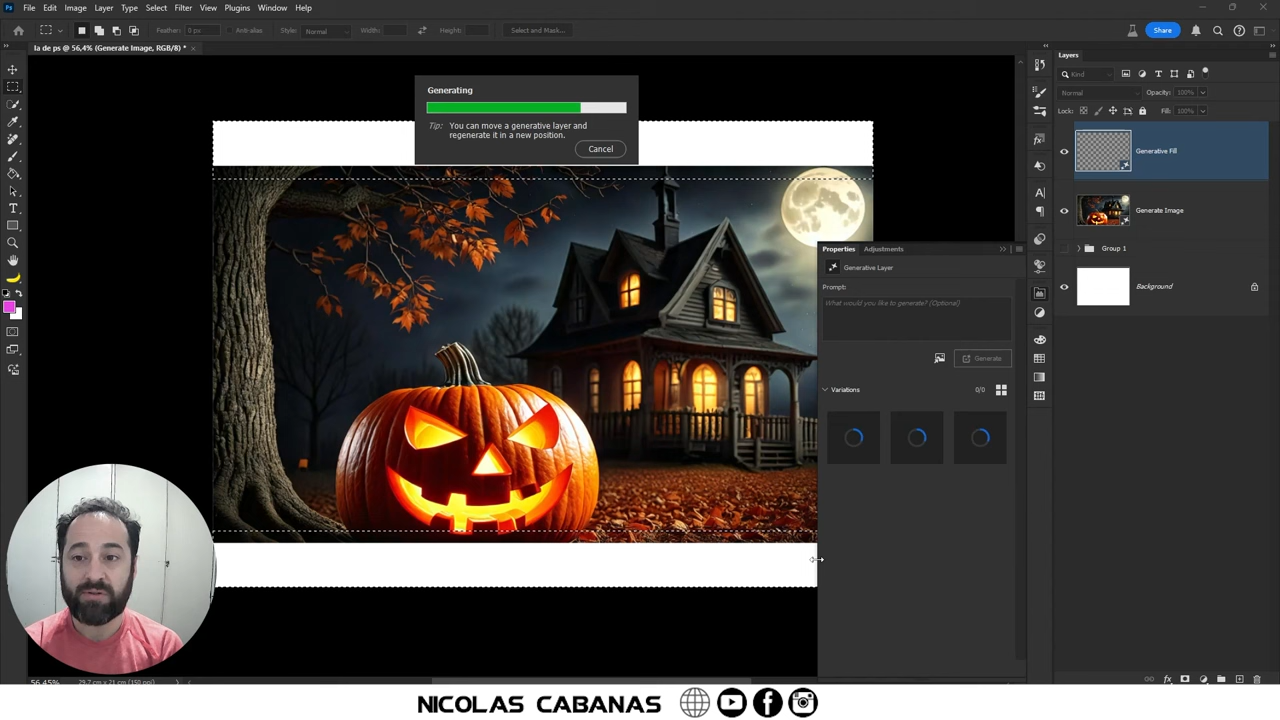 File Edit Image Layer Type Select Filter View Plugins Window Help
Feather: 0 px Anti-alias Style: Normal Width: Height: Select and Mask... Share
la de ps @ 56,4% (Generate Image, RGB/8) *
Layers
Kind
Normal Opacity: 100%
Lock: Fill: 100%
Generative Fill
Generate Image
Group 1
Background
Generating
Tip: You can move a generative layer and
regenerate it in a new position.
Cancel
Properties Adjustments
Generative Layer
Prompt:
What would you like to generate? (Optional)
Generate
Variations 0/0
56,45% 29,7 cm x 21 cm (150 ppi)
NICOLAS CABANAS